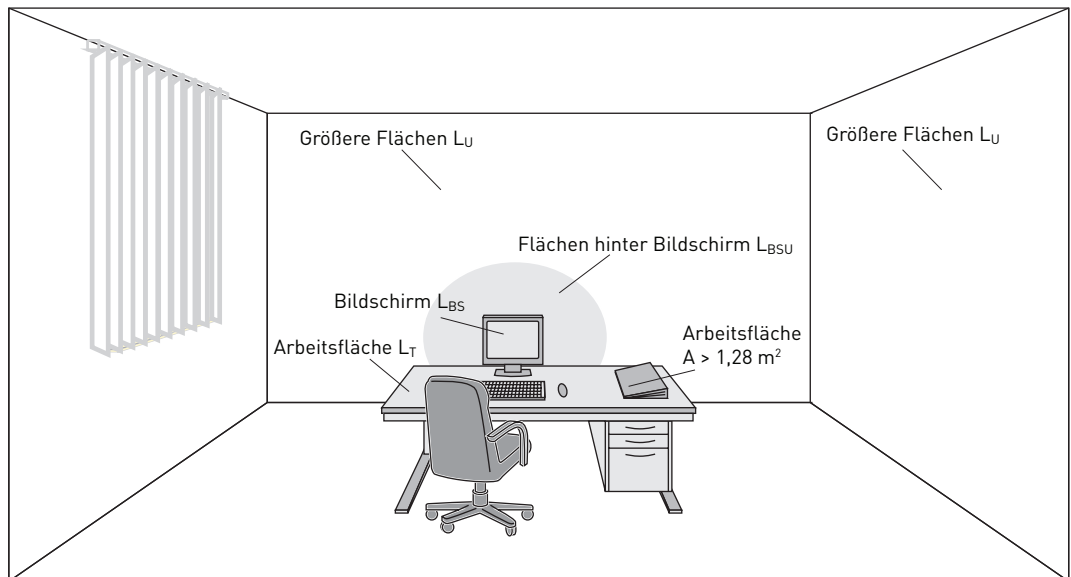 Größere Flächen LU
Größere Flächen LU
Flächen hinter Bildschirm LBSU
Bildschirm LBS
Arbeitsfläche LT
Arbeitsfläche
A > 1,28 m²